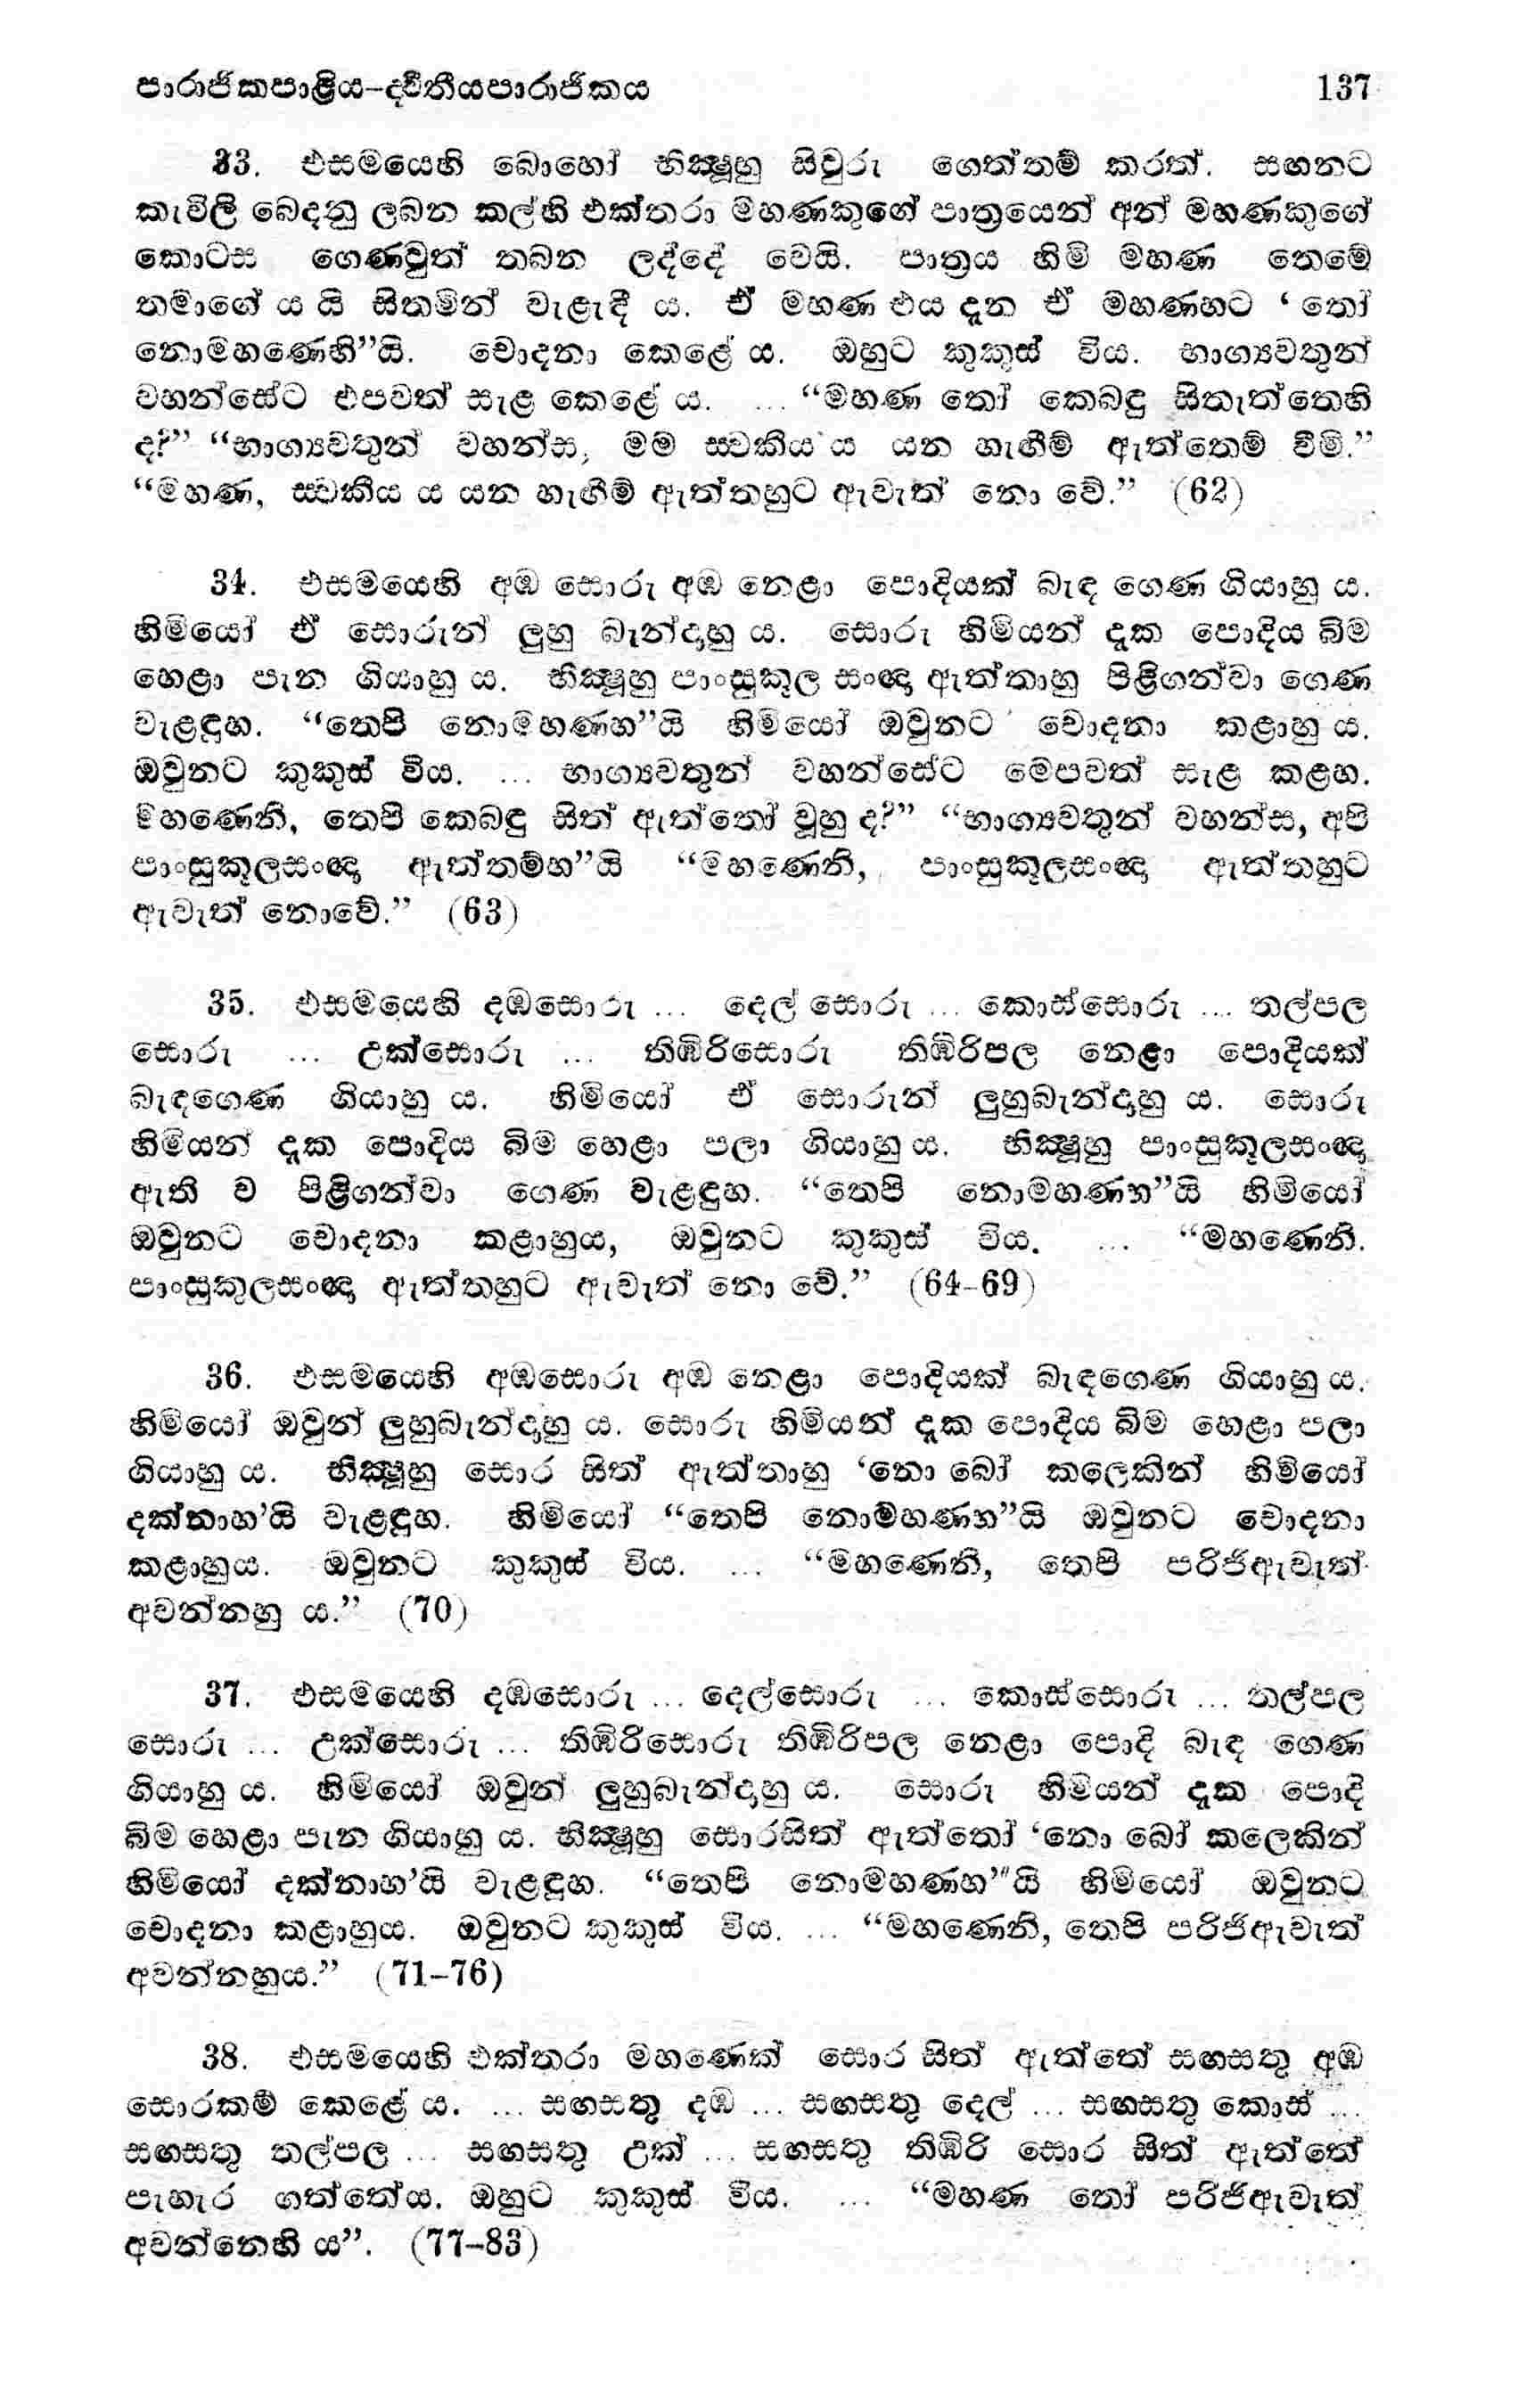 පාරාජිකපාළිය-ද්විතීයපාරාජිකය 137
33. එසමයෙහි බොහෝ භික්ෂූහු සිවුරු ගෙත්තම් කරත්. සඟනට
කැවිලි බෙදනු ලබන කල්හි එක්තරා මහණකුගේ පාත්‍රයෙන් අන් මහණකුගේ
කොටස ගෙණවුත් තබන ලද්දේ වෙයි. පාත්‍රය හිමි මහණ තෙමේ
තමාගේ ය යි සිතමින් වැළැඳී ය. ඒ මහණ එය දැන ඒ මහණහට ‘තෝ
නොමහණෙහි”යි. චොදනා කෙළේ ය. ඔහුට කුකුස් විය. භාග්‍යවතුන්
වහන්සේට එපවත් සැළ කෙළේ ය. ... “මහණ තෝ කෙබඳු සිතැත්තෙහි
ද?” “භාග්‍යවතුන් වහන්ස, මම ස්වකීය ය යන හැඟීම් ඇත්තෙම් වීමි.”
“මහණ, ස්වකීය ය යන හැඟීම් ඇත්තහුට ඇවැත් නො වේ.” (62)
34. එසමයෙහි අඹ සොරු අඹ නෙළා පොදියක් බැඳ ගෙණ ගියාහු ය.
හිමියෝ ඒ සොරුන් ලුහු බැන්දාහු ය. සොරු හිමියන් දැක පොදිය බිම
හෙළා පැන ගියාහු ය. භික්ෂූහු පාංසුකූල සංඥා ඇත්තාහු පිළිගන්වා ගෙණ
වැළඳූහ. “තෙපි නොමහණහ”යි හිමියෝ ඔවුනට චොදනා කළාහු ය.
ඔවුනට කුකුස් විය. ... භාග්‍යවතුන් වහන්සේට මෙපවත් සැළ කළහ.
මහණෙනි, තෙපි කෙබඳු සිත් ඇත්තෝ වූහු ද?” “භාග්‍යවතුන් වහන්ස, අපි
පාංසුකූලසංඥා ඇත්තම්හ”යි “මහණෙනි, පාංසුකූලසංඥා ඇත්තහුට
ඇවැත් නොවේ.” (63)
35. එසමයෙහි දඹසොරු ... දෙල් සොරු ... කොස්සොරු ... තල්පල
සොරු ... උක්සොරු ... තිඹිරිසොරු තිඹිරිපල නෙළා පොදියක්
බැඳගෙණ ගියාහු ය. හිමියෝ ඒ සොරුන් ලුහුබැන්දාහු ය. සොරු
හිමියන් දැක පොදිය බිම හෙළා පලා ගියාහු ය. භික්ෂූහු පාංසුකූලසංඥා
ඇති ව පිළිගන්වා ගෙණ වැළඳූහ. “තෙපි නොමහණහ”යි හිමියෝ
ඔවුනට චොදනා කළාහුය, ඔවුනට කුකුස් විය. ... “මහණෙනි.
පාංසුකුලසංඥා ඇත්තහුට ඇවැත් නො වේ.” (64-69)
36. එසමයෙහි අඹසොරු අඹ නෙළා පොදියක් බැඳගෙණ ගියාහු ය.
හිමියෝ ඔවුන් ලුහුබැන්දාහු ය. සොරු හිමියන් දැක පොදිය බිම හෙළා පලා
ගියාහු ය. භික්ෂූහු සොර සිත් ඇත්තාහු ‘නො බෝ කලෙකින් හිමියෝ
දක්නාහ’යි වැළඳූහ. හිමියෝ “තෙපි නොමහණහ”යි ඔවුනට චොදනා
කළාහුය. ඔවුනට කුකුස් විය. ... “මහණෙනි, තෙපි පරිජිඇවැත්
අවන්නහු ය.” (70)
37. එසමයෙහි දඹසොරු ... දෙල්සොරු ... කොස්සොරු ... තල්පල
සොරු ... උක්සොරු ... තිඹිරිසොරු තිඹිරිපල නෙළා පොදි බැඳ ගෙණ
ගියාහු ය. හිමියෝ ඔවුන් ලුහුබැන්දාහු ය. සොරු හිමියන් දැක පොදි
බිම හෙළා පැන ගියාහු ය. භික්ෂූහු සොරසිත් ඇත්තෝ ‘නො බෝ කලෙකින්
හිමියෝ දක්නාහ’යි වැළඳූහ. “තෙපි නොමහණහ”යි හිමියෝ ඔවුනට
චොදනා කළාහුය. ඔවුනට කුකුස් විය. ... “මහණෙනි, තෙපි පරිජිඇවැත්
අවන්නහුය.” (71-76)
38. එසමයෙහි එක්තරා මහණෙක් සොර සිත් ඇත්තේ සඟසතු අඹ
සොරකම් කෙළේ ය. ... සඟසතු දඹ ... සඟසතු දෙල් ... සඟසතු කොස් ...
සඟසතු තල්පල ... සඟසතු උක් ... සඟසතු තිඹිරි සොර සිත් ඇත්තේ
පැහැර ගත්තේය. ඔහුට කුකුස් විය. ... “මහණ තෝ පරිජිඇවැත්
අවන්නෙහි ය”. (77-83)